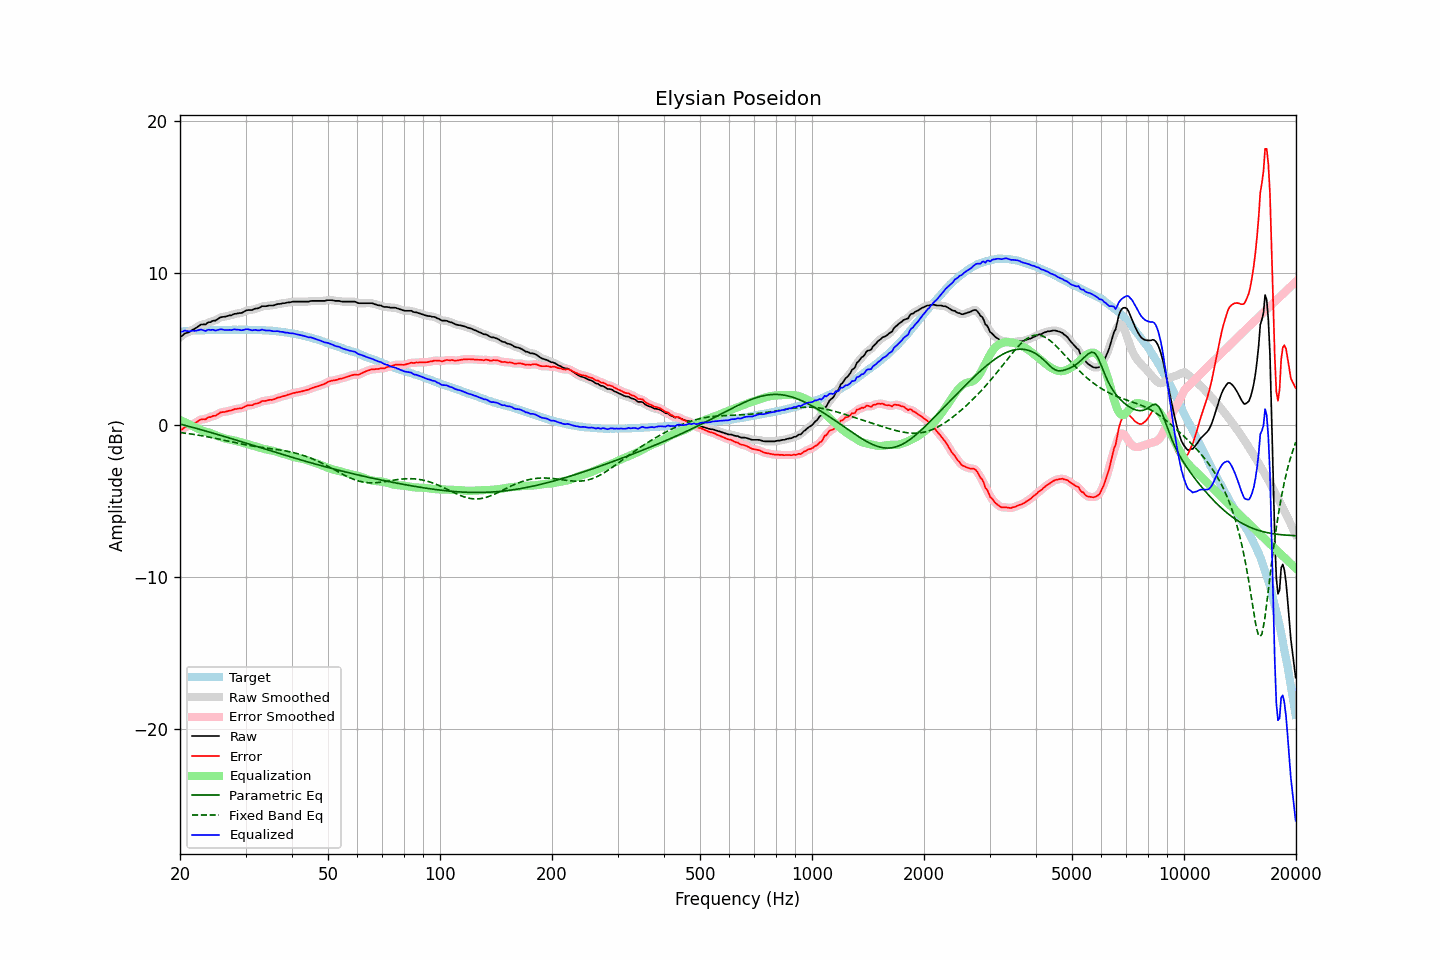 Elysian Poseidon
20
10
0
−10
−20
Amplitude (dBr)
Target
Raw Smoothed
Error Smoothed
Raw
Error
Equalization
Parametric Eq
Fixed Band Eq
Equalized
20 50 100 200 500 1000 2000 5000 10000 20000
Frequency (Hz)